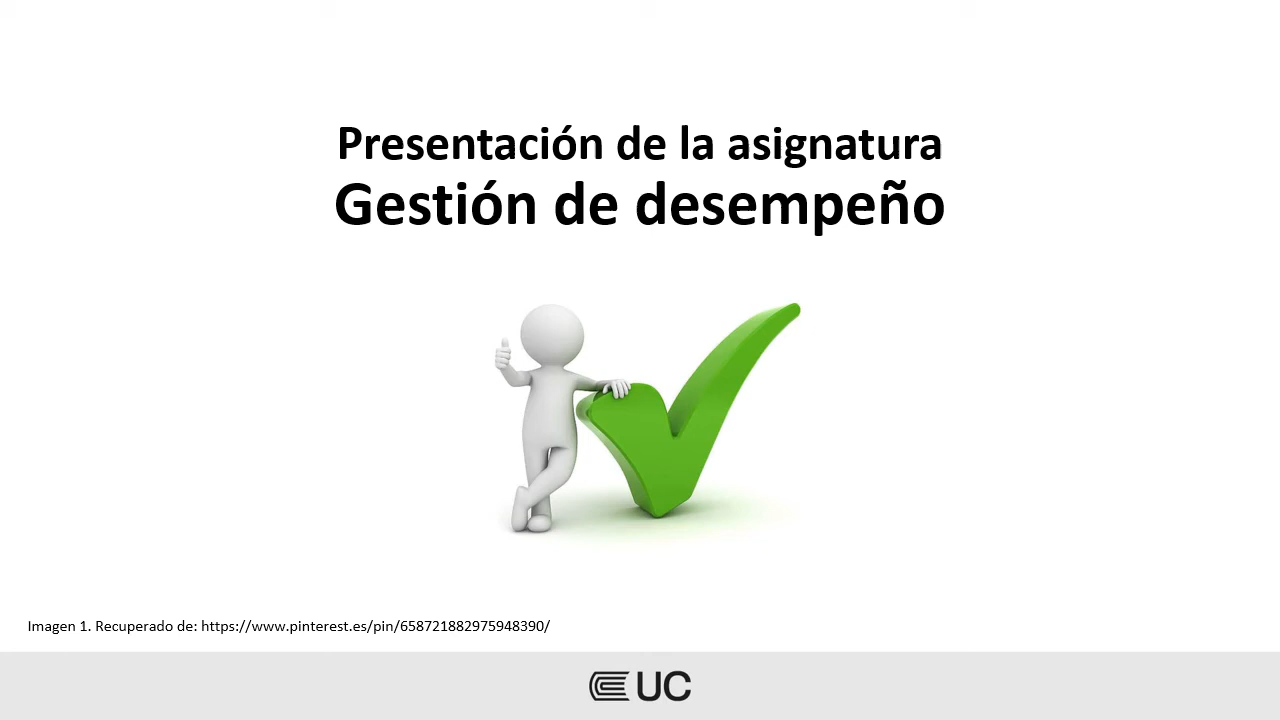 Presentación de la asignatura
Gestión de desempeño
Imagen 1. Recuperado de: https://www.pinterest.es/pin/658721882975948390/
UC